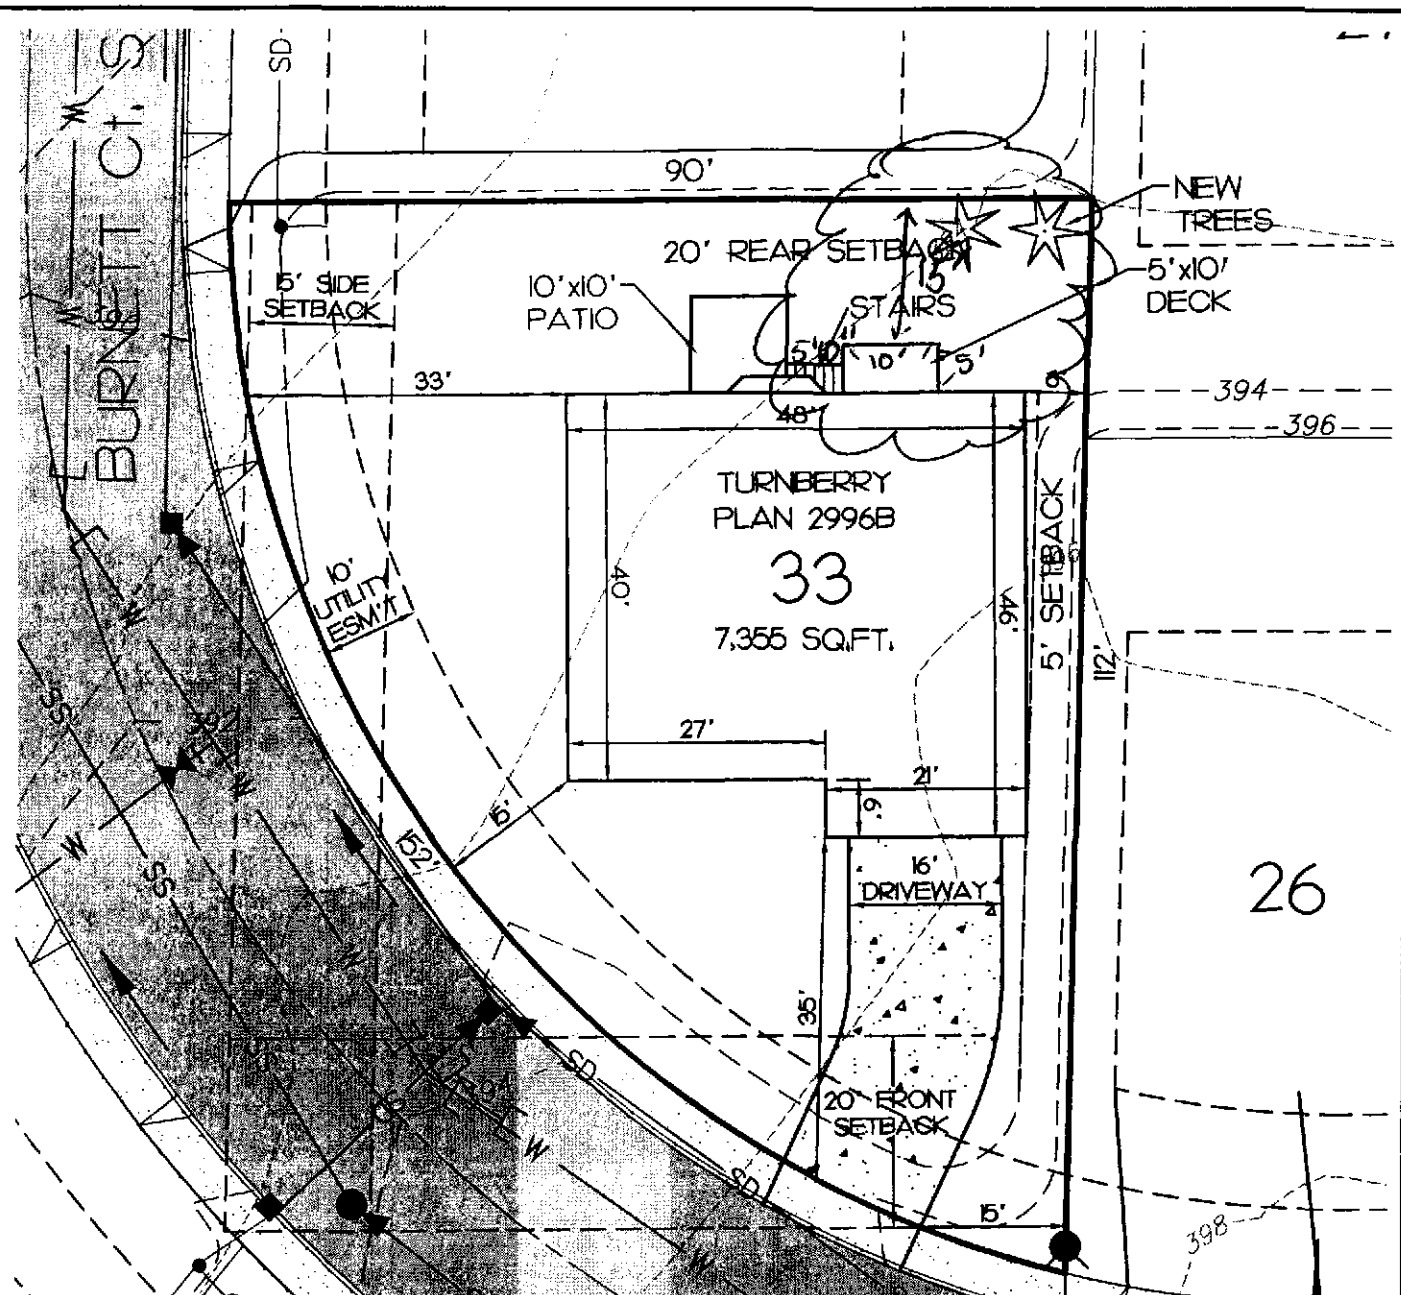 BURNETT Ct. S
SD
90'
NEW
TREES
20' REAR SETBACK
15'
5'x10'
DECK
15' SIDE
SETBACK
10'x10'
PATIO
STAIRS
5'
10'
5'
33'
48'
394
396
TURNBERRY
PLAN 2996B
33
7,355 SQ.FT.
40'
46'
5' SETBACK
112'
10'
UTILITY
ESM'T
27'
21'
6'
15'
152'
16'
DRIVEWAY
26
35'
20' FRONT
SETBACK
15'
398
SD
SD
SS
SS
W
W
W
W
W
W
W
W